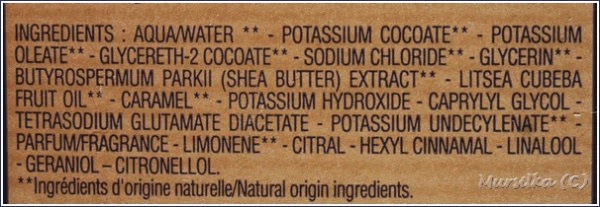 INGREDIENTS : AQUA/WATER ** - POTASSIUM COCOATE** - POTASSIUM
OLEATE** - GLYCERETH-2 COCOATE** - SODIUM CHLORIDE** - GLYCERIN** -
BUTYROSPERMUM PARKII (SHEA BUTTER) EXTRACT** - LITSEA CUBEBA
FRUIT OIL** - CARAMEL** - POTASSIUM HYDROXIDE - CAPRYLYL GLYCOL -
TETRASODIUM GLUTAMATE DIACETATE - POTASSIUM UNDECYLENATE** -
PARFUM/FRAGRANCE - LIMONENE** - CITRAL - HEXYL CINNAMAL - LINALOOL
- GERANIOL - CITRONELLOL.
**Ingrédients d'origine naturelle/Natural origin ingredients.
Mursilka (C)